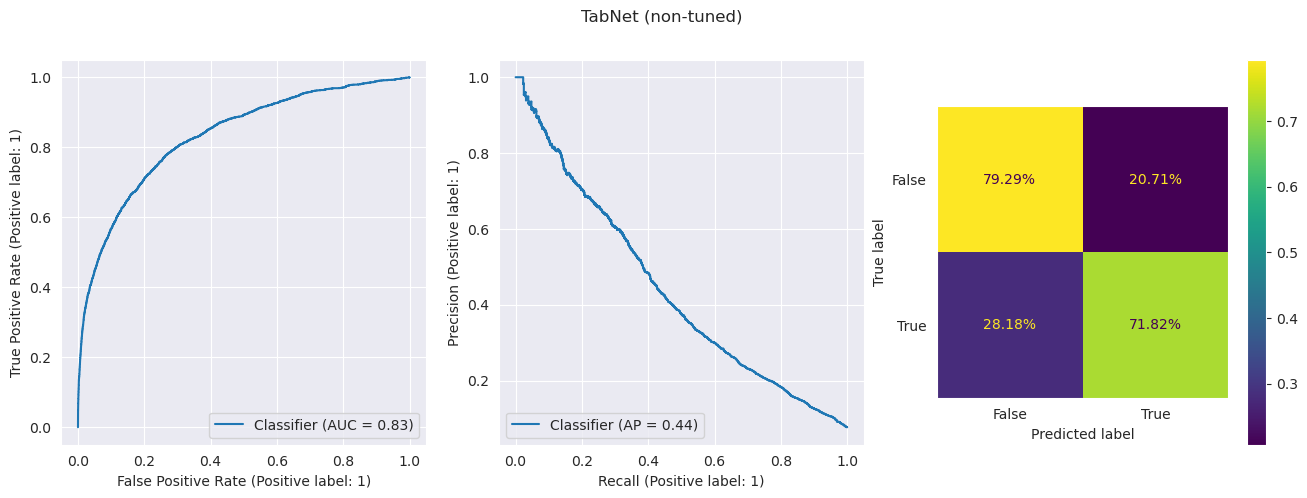 TabNet (non-tuned)
True Positive Rate (Positive label: 1)
1.0
0.8
0.6
0.4
0.2
0.0
Classifier (AUC = 0.83)
0.0 0.2 0.4 0.6 0.8 1.0
False Positive Rate (Positive label: 1)
Precision (Positive label: 1)
1.0
0.8
0.6
0.4
0.2
Classifier (AP = 0.44)
0.0 0.2 0.4 0.6 0.8 1.0
Recall (Positive label: 1)
True label
False 79.29% 20.71%
True 28.18% 71.82%
False True
Predicted label
0.7
0.6
0.5
0.4
0.3